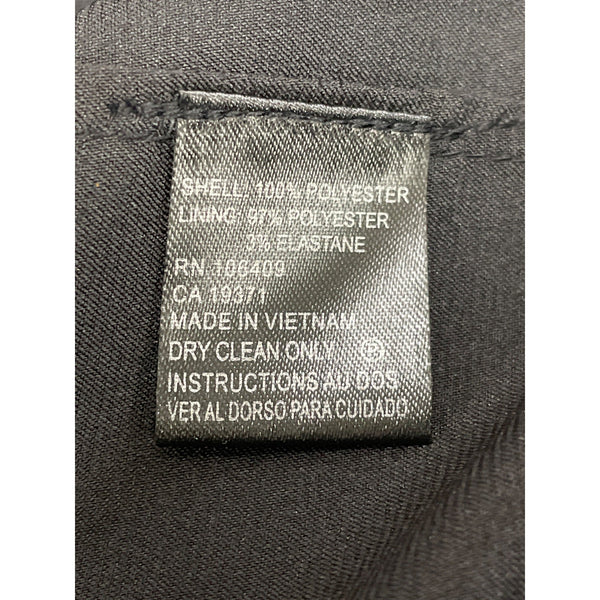 SHELL: 100% POLYESTER
LINING: 97% POLYESTER
3% ELASTANE
RN 106409
CA 19371
MADE IN VIETNAM
DRY CLEAN ONLY
INSTRUCTIONS AU DOS
VER AL DORSO PARA CUIDADO